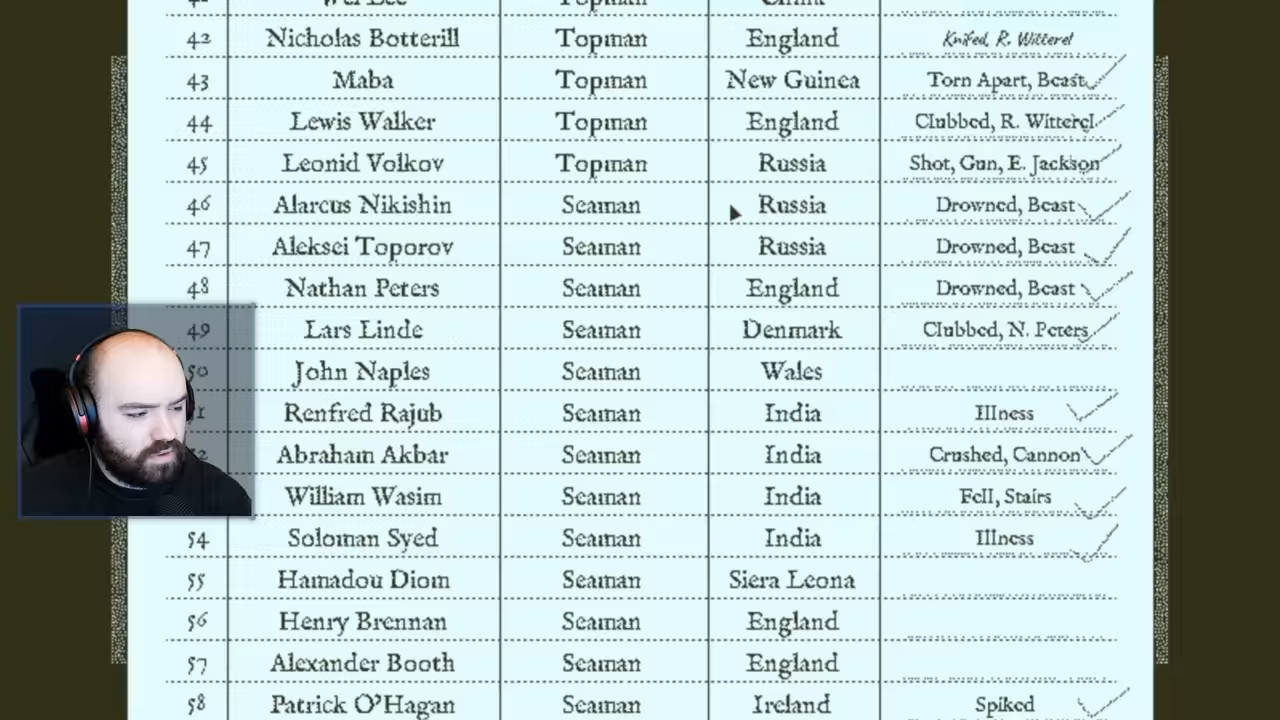 Topman
42 Nicholas Botterill Topman England Knifed, R. Witterel
43 Maba Topman New Guinea Torn Apart, Beast
44 Lewis Walker Topman England Clubbed, R. Witterel
45 Leonid Volkov Topman Russia Shot, Gun, E. Jackson
46 Alarcus Nikishin Seaman Russia Drowned, Beast
47 Aleksei Toporov Seaman Russia Drowned, Beast
48 Nathan Peters Seaman England Drowned, Beast
49 Lars Linde Seaman Denmark Clubbed, N. Peters
John Naples Seaman Wales
Renfred Rajub Seaman India Illness
Abraham Akbar Seaman India Crushed, Cannon
William Wasim Seaman India Fell, Stairs
54 Soloman Syed Seaman India Illness
55 Hamadou Diom Seaman Siera Leona
56 Henry Brennan Seaman England
57 Alexander Booth Seaman England
58 Patrick O'Hagan Seaman Ireland Spiked